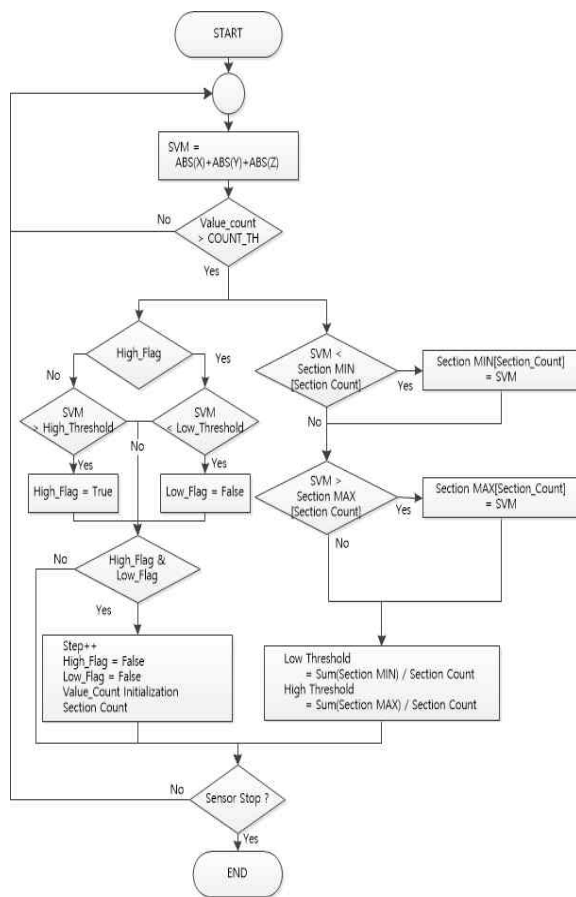 START
SVM =
ABS(X)+ABS(Y)+ABS(Z)
No
Value_count
> COUNT_TH
Yes
High_Flag
No
Yes
SVM
> High_Threshold
No
SVM
< Low_Threshold
Yes
Yes
High_Flag = True
Low_Flag = False
SVM <
Section MIN
[Section Count]
Yes
Section MIN[Section_Count]
= SVM
No
SVM >
Section MAX
[Section Count]
Yes
Section MAX[Section_Count]
= SVM
No
No
High_Flag &
Low_Flag
Yes
Step++
High_Flag = False
Low_Flag = False
Value_Count Initialization
Section Count
Low Threshold
= Sum(Section MIN) / Section Count
High Threshold
= Sum(Section MAX) / Section Count
No
Sensor Stop ?
Yes
END